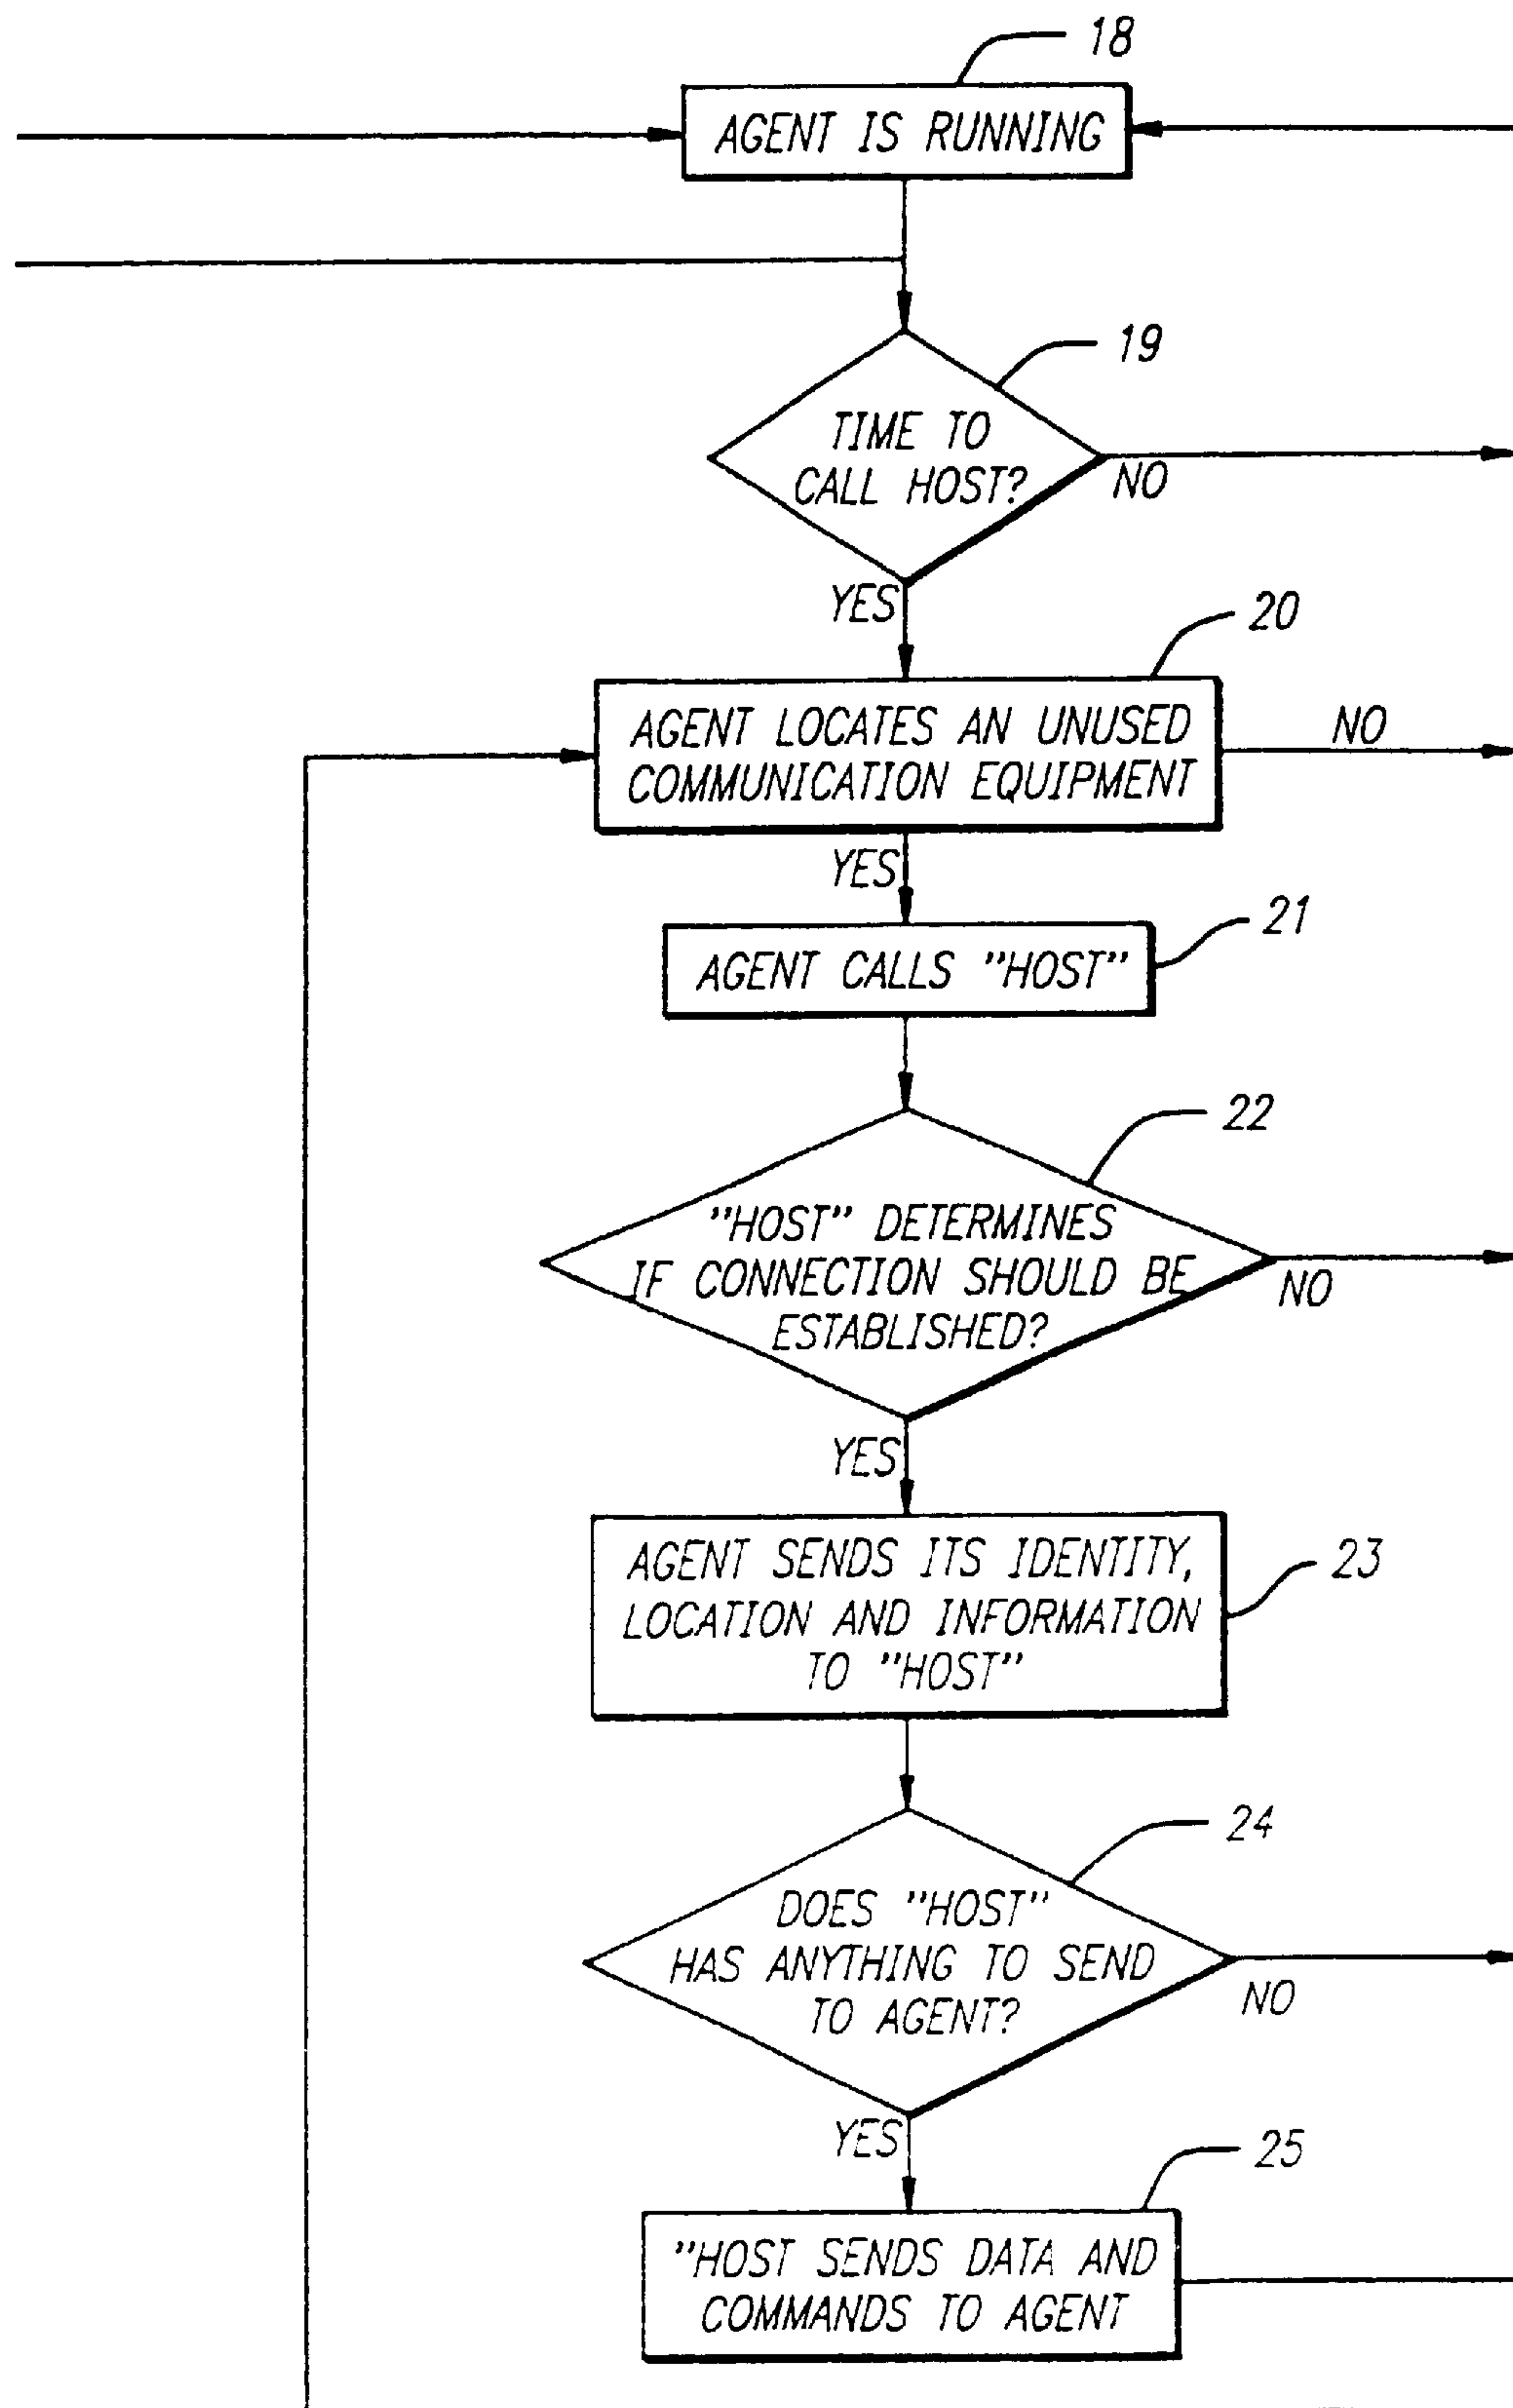 18
AGENT IS RUNNING
19
TIME TO
CALL HOST?
NO
YES
20
AGENT LOCATES AN UNUSED
COMMUNICATION EQUIPMENT
NO
YES
21
AGENT CALLS "HOST"
22
"HOST" DETERMINES
IF CONNECTION SHOULD BE
ESTABLISHED?
NO
YES
23
AGENT SENDS ITS IDENTITY,
LOCATION AND INFORMATION
TO "HOST"
24
DOES "HOST"
HAS ANYTHING TO SEND
TO AGENT?
NO
YES
25
"HOST SENDS DATA AND
COMMANDS TO AGENT